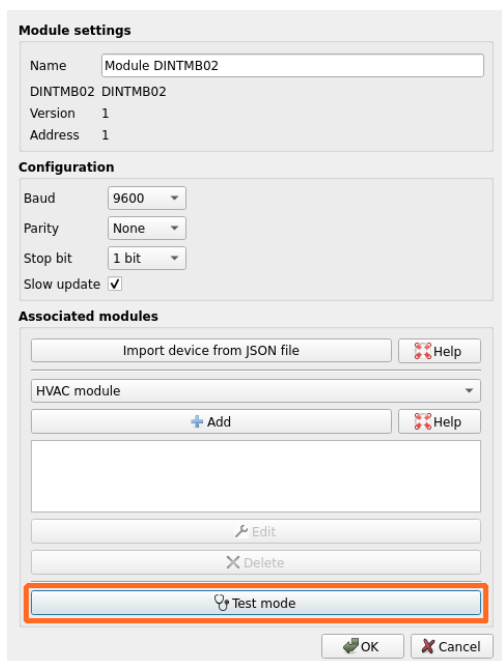 Module settings
Name Module DINTMB02
DINTMB02 DINTMB02
Version 1
Address 1
Configuration
Baud 9600
Parity None
Stop bit 1 bit
Slow update
Associated modules
Import device from JSON file Help
HVAC module
Add Help
Edit
Delete
Test mode
OK Cancel